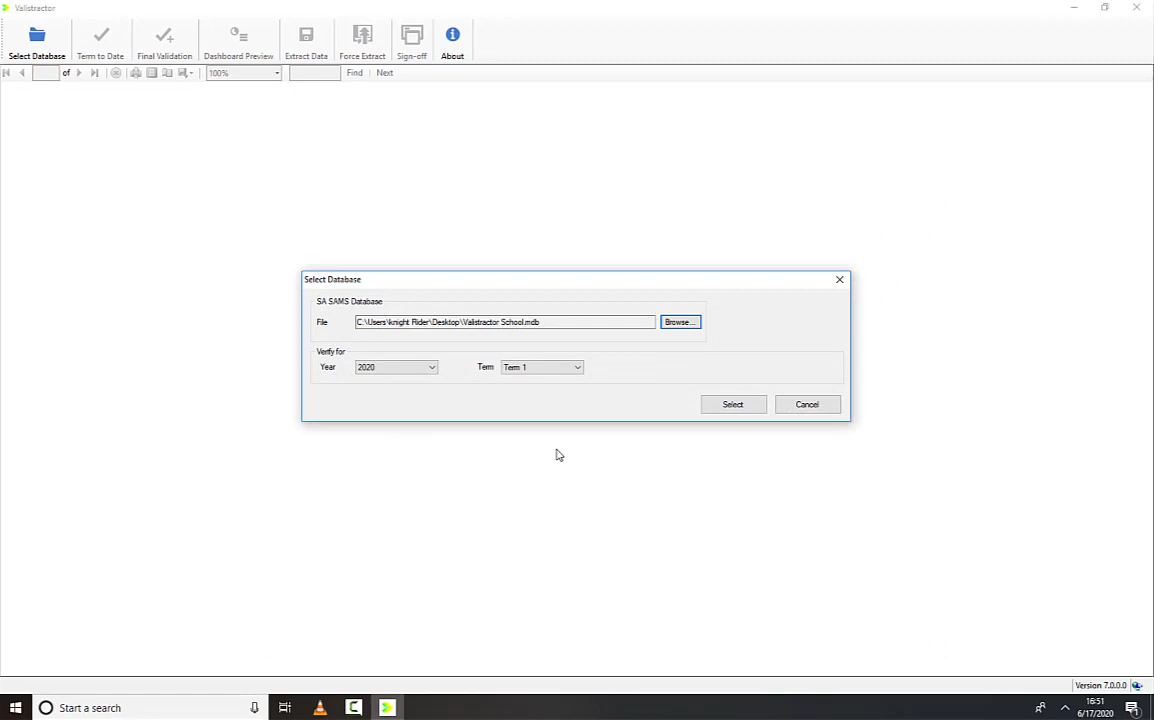 Valistractor
Select Database Term to Date Final Validation Dashboard Preview Extract Data Force Extract Sign-off About
of 100% Find Next
Select Database
SA SAMS Database
File C:\Users\knight Rider\Desktop\Valistractor School.mdb Browse...
Verify for
Year 2020 Term Term 1
Select Cancel
Version 7.0.0.0
Start a search 16:51
6/17/2020